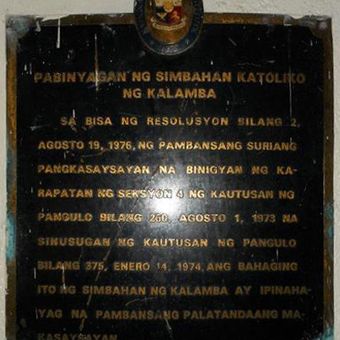 PABINYAGAN NG SIMBAHAN KATOLIKO
NG KALAMBA
SA BISA NG RESOLUSYON BILANG 2,
AGOSTO 19, 1976, NG PAMBANSANG SURIANG
PANGKASAYSAYAN NA BINIGYAN NG KA-
RAPATAN NG SEKSYON 4 NG KAUTUSAN NG
PANGULO BILANG 260, AGOSTO 1, 1973 NA
SINUSUGAN NG KAUTUSAN NG PANGULO
BILANG 375, ENERO 14, 1974, ANG BAHAGING
ITO NG SIMBAHAN NG KALAMBA AY IPINAHA-
YAG NA PAMBANSANG PALATANDAANG MA-
KASAYSAYAN